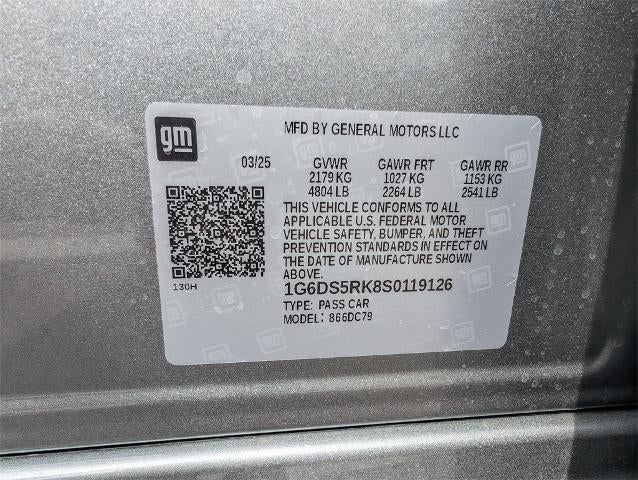 gm
MFD BY GENERAL MOTORS LLC
03/25 GVWR GAWR FRT GAWR RR
2179 KG 1027 KG 1153 KG
4804 LB 2264 LB 2541 LB
THIS VEHICLE CONFORMS TO ALL
APPLICABLE U.S. FEDERAL MOTOR
VEHICLE SAFETY, BUMPER, AND THEFT
PREVENTION STANDARDS IN EFFECT ON
THE DATE OF MANUFACTURE SHOWN
ABOVE.
130H
1G6DS5RK8S0119126
TYPE: PASS CAR
MODEL: 866DC79